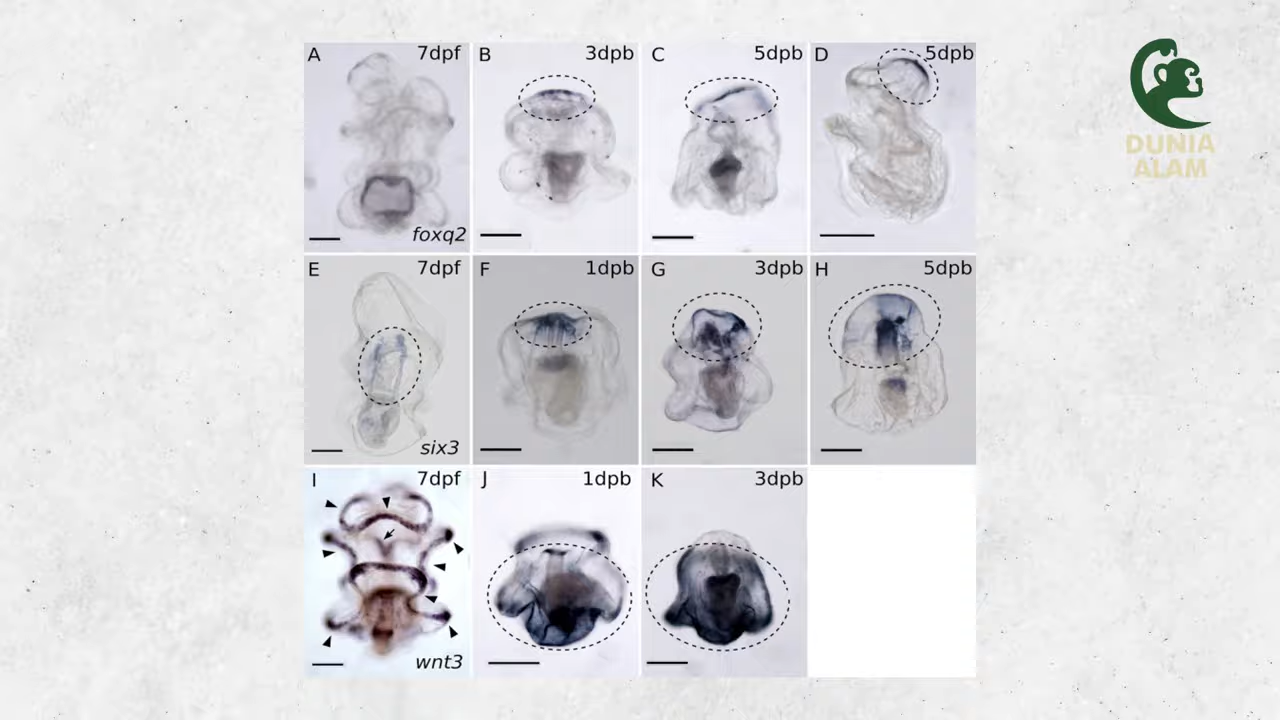 A 7dpf
B 3dpb
C 5dpb
D 5dpb
foxq2
E 7dpf
F 1dpb
G 3dpb
H 5dpb
six3
I 7dpf
J 1dpb
K 3dpb
wnt3
DUNIA
ALAM